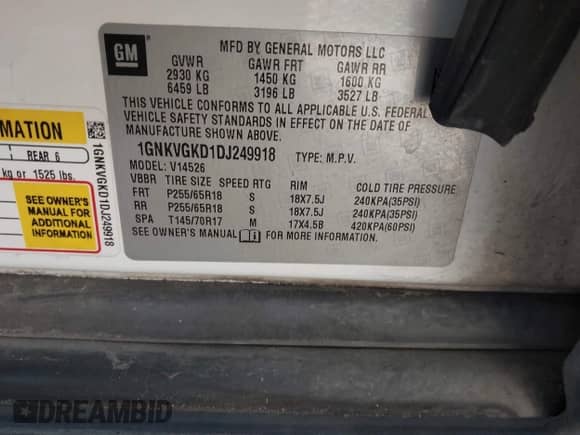 GM
MFD BY GENERAL MOTORS LLC
GVWR GAWR FRT GAWR RR
2930 KG 1450 KG 1600 KG
6459 LB 3196 LB 3527 LB
THIS VEHICLE CONFORMS TO ALL APPLICABLE U.S. FEDERAL
VEHICLE SAFETY STANDARDS IN EFFECT ON THE DATE OF
MANUFACTURE SHOWN ABOVE.
1GNKVGKD1DJ249918 TYPE: M.P.V.
MODEL: V14526
VBBR TIRE SIZE SPEED RTG RIM COLD TIRE PRESSURE
FRT P255/65R18 S 18X7.5J 240KPA(35PSI)
RR P255/65R18 S 18X7.5J 240KPA(35PSI)
SPA T145/70R17 M 17X4.5B 420KPA(60PSI)
SEE OWNER'S MANUAL FOR MORE INFORMATION.
MATION
REAR 6
kg or 1525 lbs.
SEE OWNER'S
MANUAL FOR
ADDITIONAL
INFORMATION
1GNKVGKD1DJ249918
DREAMBID